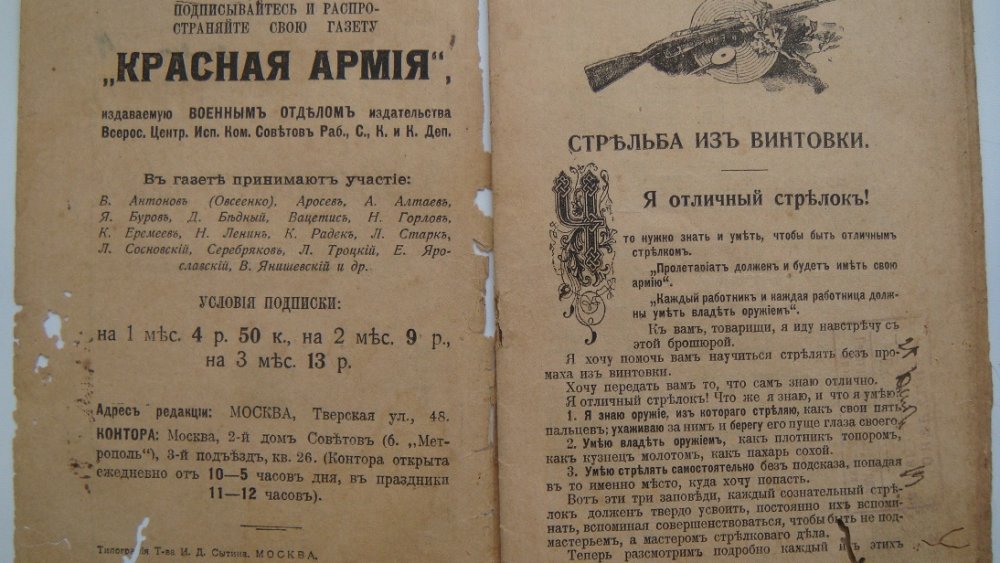 ПОДПИСЫВАЙТЕСЬ И РАСПРО-
СТРАНЯЙТЕ СВОЮ ГАЗЕТУ
„КРАСНАЯ АРМІЯ“,
издаваемую ВОЕННЫМЪ ОТДѢЛОМЪ издательства
Всерос. Центр. Исп. Ком. Совѣтовъ Раб., С., К. и К. Деп.
Въ газетѣ принимаютъ участіе:
В. Антоновъ (Овсеенко), Аросевъ, А. Алтаевъ,
Я. Буровъ, Д. Бѣдный, Вацетисъ, Н. Горловъ,
К. Еремеевъ, Н. Ленинъ, К. Радекъ, Л. Старкъ,
Л. Сосновскій, Серебряковъ, Л. Троцкій, Е. Яро-
славскій, В. Янишевскій и др.
УСЛОВІЯ ПОДПИСКИ:
на 1 мѣс. 4 р. 50 к., на 2 мѣс. 9 р.,
на 3 мѣс. 13 р.
Адресъ редакціи: МОСКВА, Тверская ул., 48.
КОНТОРА: Москва, 2-й домъ Совѣтовъ (б. „Мет-
рополь“), 3-й подъѣздъ, кв. 26. (Контора открыта
ежедневно отъ 10—5 часовъ дня, въ праздники
11—12 часовъ).
Типографія Т-ва И. Д. Сытина. МОСКВА.
СТРѢЛЬБА ИЗЪ ВИНТОВКИ.
Я отличный стрѣлокъ!
Что нужно знать и умѣть, чтобы быть отличнымъ
стрѣлкомъ.
„Пролетаріатъ долженъ и будетъ имѣть свою
армію“.
„Каждый работникъ и каждая работница долж-
ны умѣть владѣть оружіемъ“.
Къ вамъ, товарищи, я иду навстрѣчу съ
этой брошюрой.
Я хочу помочь вамъ научиться стрѣлять безъ про-
маха изъ винтовки.
Хочу передать вамъ то, что самъ знаю отлично.
Я отличный стрѣлокъ! Что же я знаю, и что я умѣю?
1. Я знаю оружіе, изъ котораго стрѣляю, какъ свои пять
пальцевъ; ухаживаю за нимъ и берегу его пуще глаза своего.
2. Умѣю владѣть оружіемъ, какъ плотникъ топоромъ,
какъ кузнецъ молотомъ, какъ пахарь сохой.
3. Умѣю стрѣлять самостоятельно безъ подсказа, попадая
въ то именно мѣсто, куда хочу попасть.
Вотъ эти три заповѣди, каждый сознательный стрѣ-
локъ долженъ твердо усвоить, постоянно ихъ вспоми-
нать, вспоминая совершенствоваться, чтобы быть не под-
мастерьемъ, а мастеромъ стрѣлковаго дѣла.
Теперь разсмотримъ подробно каждый изъ этихъ